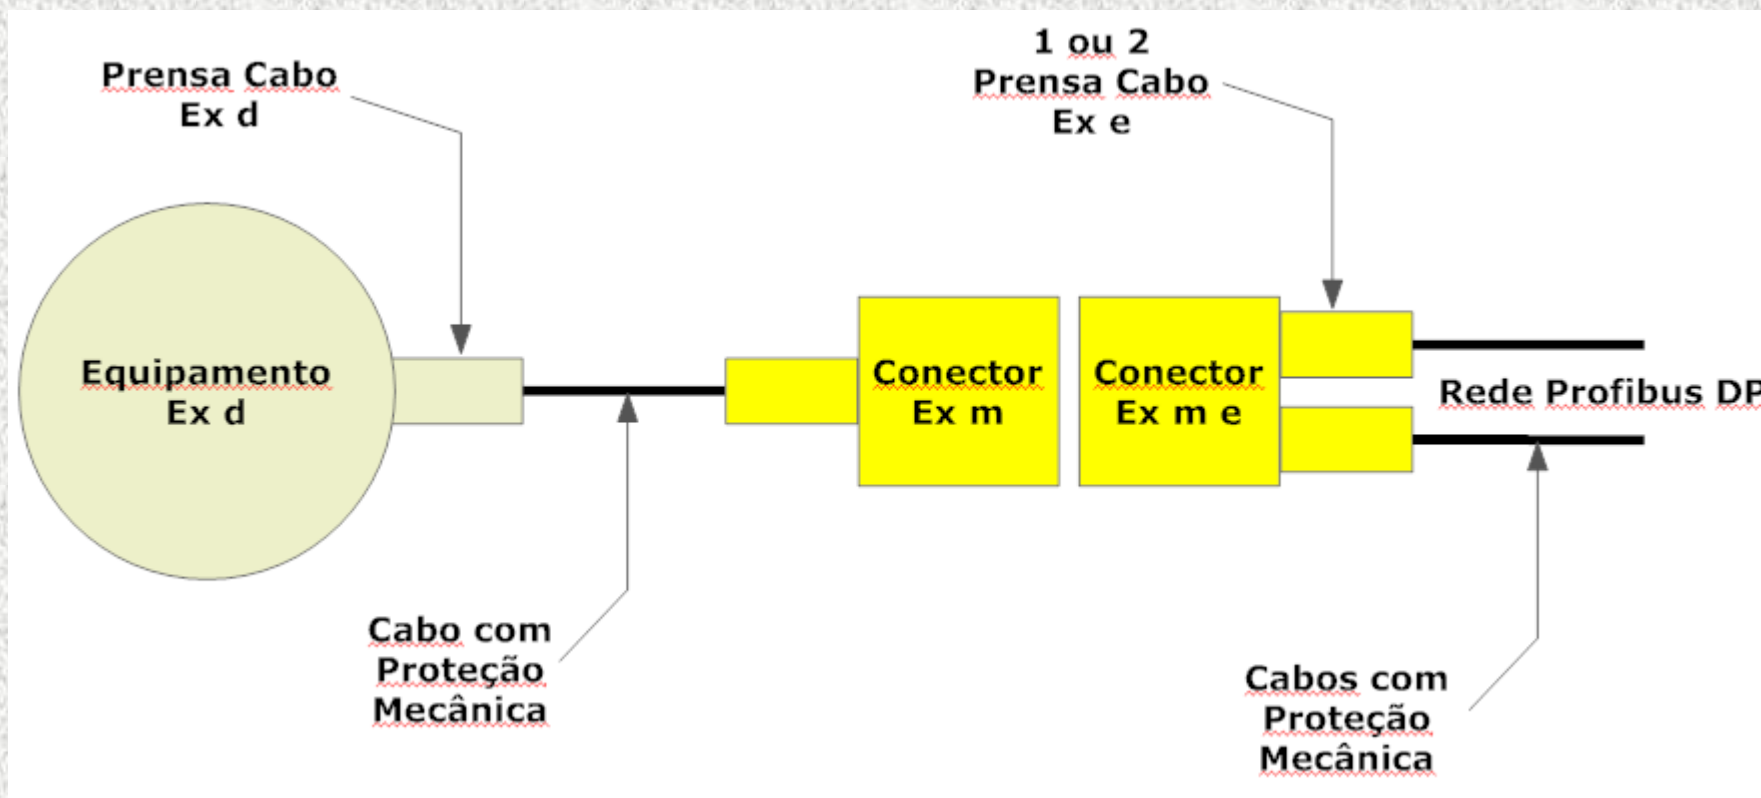 Prensa Cabo
Ex d
1 ou 2
Prensa Cabo
Ex e
Equipamento
Ex d
Conector
Ex m
Conector
Ex m e
Rede Profibus DP
Cabo com
Proteção
Mecânica
Cabos com
Proteção
Mecânica